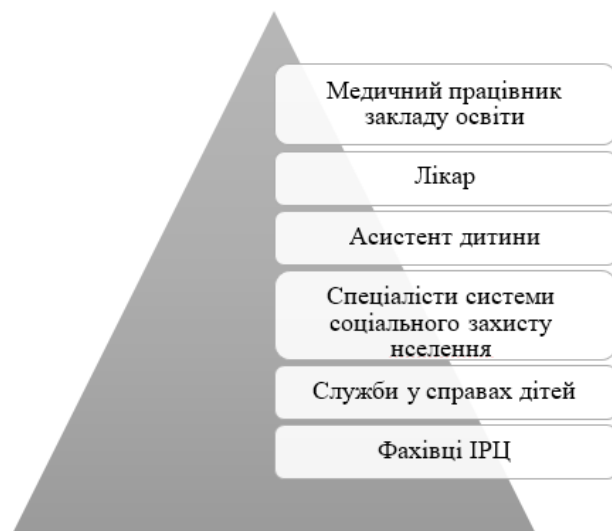 Медичний працівник
закладу освіти
Лікар
Асистент дитини
Спеціалісти системи
соціального захисту
нселення
Служби у справах дітей
Фахівці ІРЦ